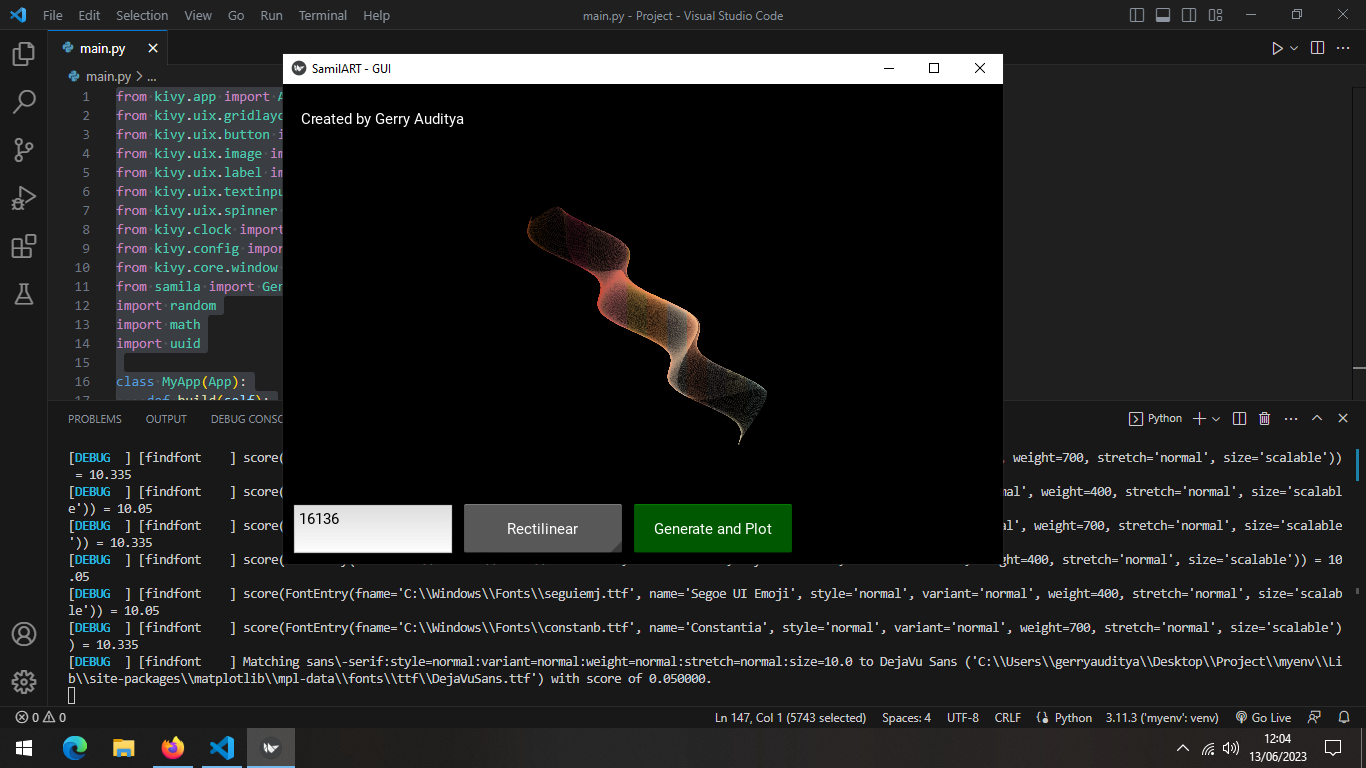 File Edit Selection View Go Run Terminal Help
main.py - Project - Visual Studio Code
main.py
main.py > ...
SamilART - GUI
Created by Gerry Auditya
1 from kivy.app import A
2 from kivy.uix.gridlayo
3 from kivy.uix.button i
4 from kivy.uix.image im
5 from kivy.uix.label im
6 from kivy.uix.textinpu
7 from kivy.uix.spinner
8 from kivy.clock import
9 from kivy.config impor
10 from kivy.core.window
11 from samila import Gen
12 import random
13 import math
14 import uuid
15
16 class MyApp(App):
17 def build(self):
16136
Rectilinear
Generate and Plot
PROBLEMS OUTPUT DEBUG CONSO
Python
[DEBUG ] [findfont ] score( , weight=700, stretch='normal', size='scalable'))
= 10.335
[DEBUG ] [findfont ] score( mal', weight=400, stretch='normal', size='scalabl
e')) = 10.05
[DEBUG ] [findfont ] score( mal', weight=700, stretch='normal', size='scalable
')) = 10.335
[DEBUG ] [findfont ] score( weight=400, stretch='normal', size='scalable')) = 10
.05
[DEBUG ] [findfont ] score(FontEntry(fname='C:\\Windows\\Fonts\\seguiemj.ttf', name='Segoe UI Emoji', style='normal', variant='normal', weight=400, stretch='normal', size='scalab
le')) = 10.05
[DEBUG ] [findfont ] score(FontEntry(fname='C:\\Windows\\Fonts\\constanb.ttf', name='Constantia', style='normal', variant='normal', weight=700, stretch='normal', size='scalable')
) = 10.335
[DEBUG ] [findfont ] Matching sans\-serif:style=normal:variant=normal:weight=normal:stretch=normal:size=10.0 to DejaVu Sans ('C:\\Users\\gerryauditya\\Desktop\\Project\\myenv\\Li
b\\site-packages\\matplotlib\\mpl-data\\fonts\\ttf\\DejaVuSans.ttf') with score of 0.050000.
0 0
Ln 147, Col 1 (5743 selected) Spaces: 4 UTF-8 CRLF Python 3.11.3 ('myenv': venv) Go Live
12:04
13/06/2023